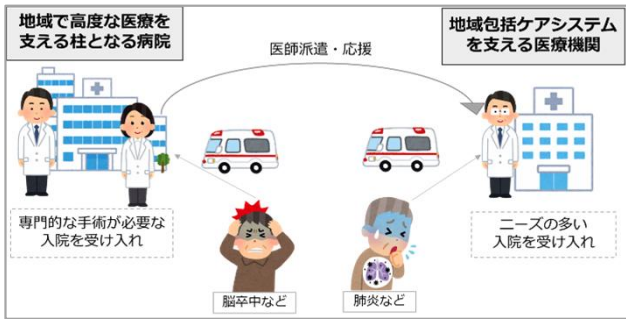 地域で高度な医療を
支える柱となる病院
地域包括ケアシステム
を支える医療機関
医師派遣・応援
専門的な手術が必要な
入院を受け入れ
ニーズの多い
入院を受け入れ
脳卒中など
肺炎など